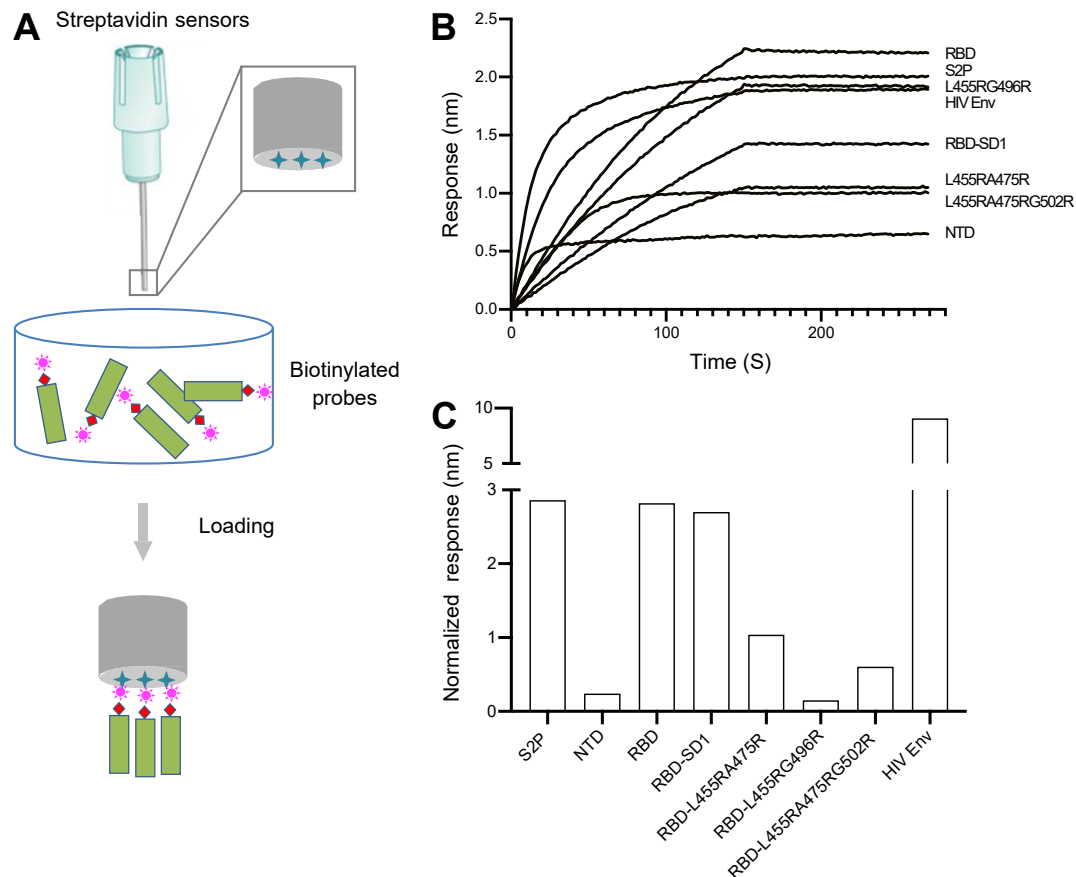 A
Streptavidin sensors
Biotinylated
probes
Loading
B
Response (nm)
2.5
2.0
1.5
1.0
0.5
0.0
0
100
200
Time (S)
RBD
S2P
L455RG496R
HIV Env
RBD-SD1
L455RA475R
L455RA475RG502R
NTD
C
Normalized response (nm)
10
5
3
2
1
0
S2P
NTD
RBD
RBD-SD1
RBD-L455RA475R
RBD-L455RG496R
RBD-L455RA475RG502R
HIV Env